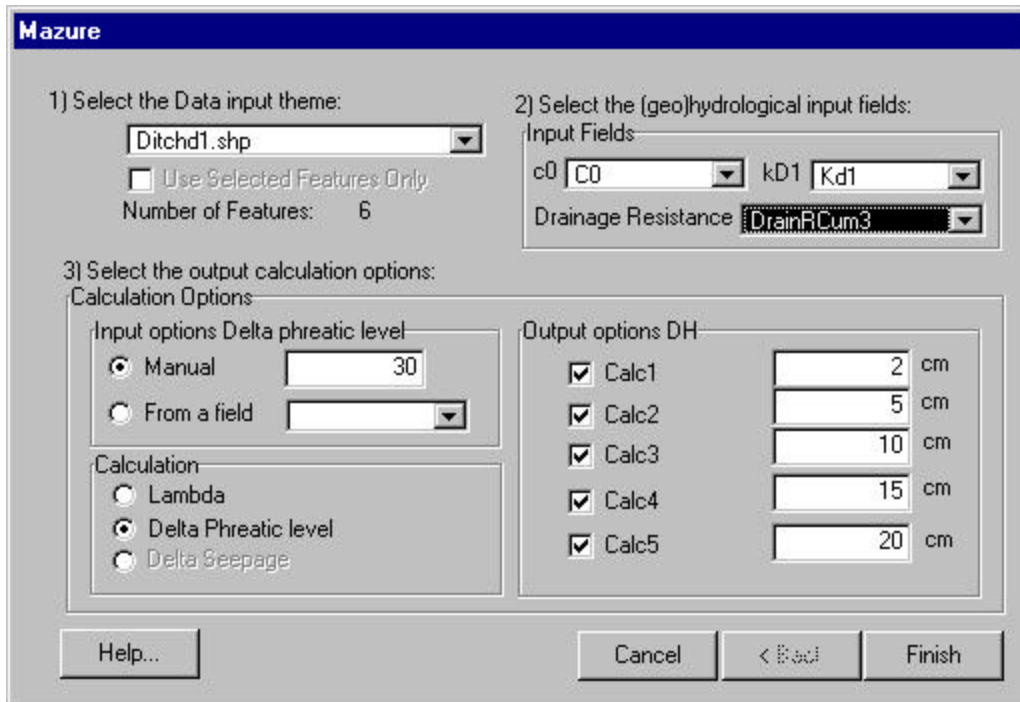 Mazure
1) Select the Data input theme:
Ditchd1.shp
Use Selected Features Only
Number of Features: 6
2) Select the (geo)hydrological input fields:
Input Fields
c0 C0 kD1 Kd1
Drainage Resistance DrainRCum3
3) Select the output calculation options:
Calculation Options
Input options Delta phreatic level
Manual 30
From a field
Calculation
Lambda
Delta Phreatic level
Delta Seepage
Output options DH
Calc1 2 cm
Calc2 5 cm
Calc3 10 cm
Calc4 15 cm
Calc5 20 cm
Help...
Cancel
< Back
Finish